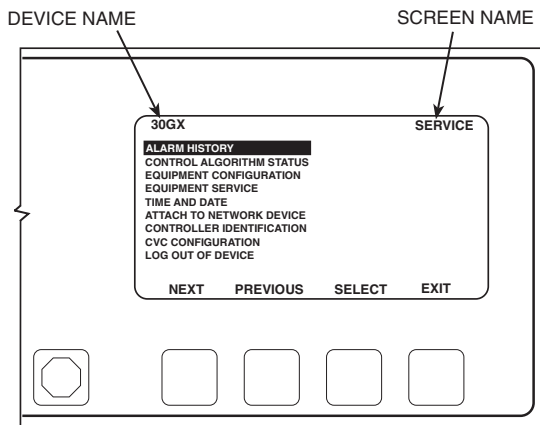 DEVICE NAME
SCREEN NAME
30GX SERVICE
ALARM HISTORY
CONTROL ALGORITHM STATUS
EQUIPMENT CONFIGURATION
EQUIPMENT SERVICE
TIME AND DATE
ATTACH TO NETWORK DEVICE
CONTROLLER IDENTIFICATION
CVC CONFIGURATION
LOG OUT OF DEVICE
NEXT PREVIOUS SELECT EXIT